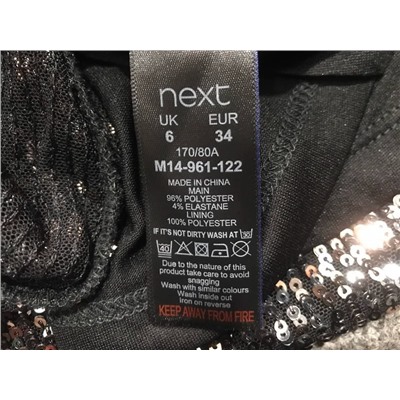 next
UK EUR
6 34
170/80A
M14-961-122
MADE IN CHINA
MAIN
96% POLYESTER
4% ELASTANE
LINING
100% POLYESTER
IF IT'S NOT DIRTY WASH AT 30
40
Due to the nature of this
product take care to avoid
snagging
Wash with similar colours
Wash inside out
Iron on reverse
KEEP AWAY FROM FIRE